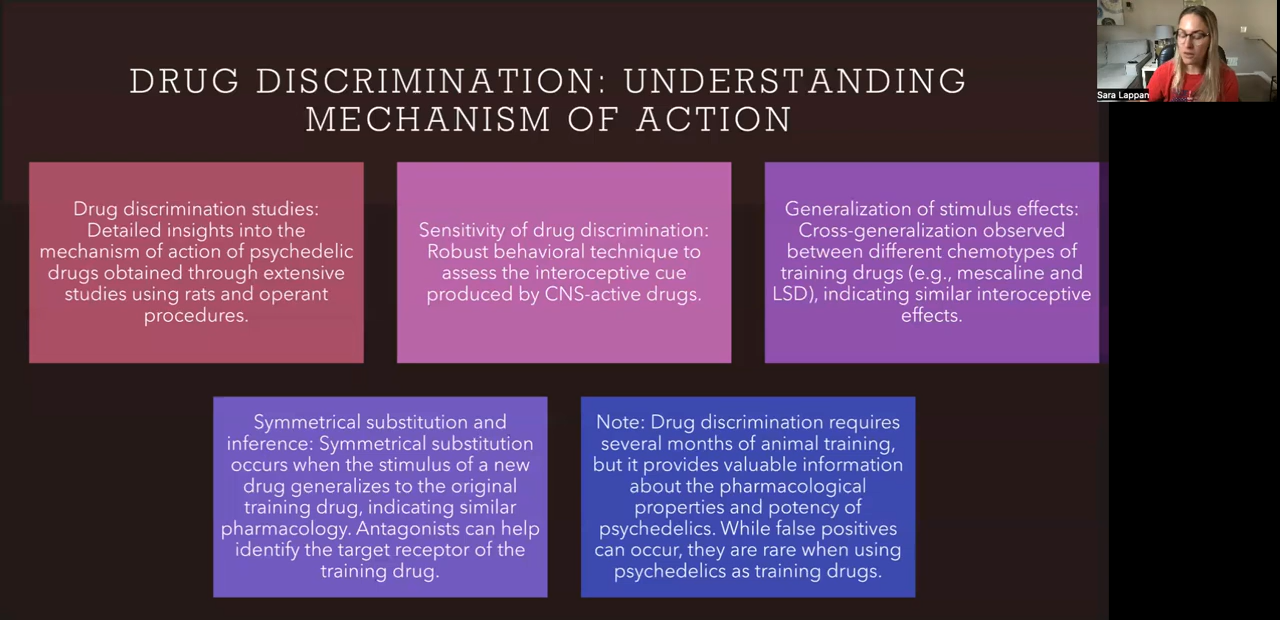 DRUG DISCRIMINATION: UNDERSTANDING
MECHANISM OF ACTION
Sara Lappan
Drug discrimination studies:
Detailed insights into the
mechanism of action of psychedelic
drugs obtained through extensive
studies using rats and operant
procedures.
Sensitivity of drug discrimination:
Robust behavioral technique to
assess the interoceptive cue
produced by CNS-active drugs.
Generalization of stimulus effects:
Cross-generalization observed
between different chemotypes of
training drugs (e.g., mescaline and
LSD), indicating similar interoceptive
effects.
Symmetrical substitution and
inference: Symmetrical substitution
occurs when the stimulus of a new
drug generalizes to the original
training drug, indicating similar
pharmacology. Antagonists can help
identify the target receptor of the
training drug.
Note: Drug discrimination requires
several months of animal training,
but it provides valuable information
about the pharmacological
properties and potency of
psychedelics. While false positives
can occur, they are rare when using
psychedelics as training drugs.